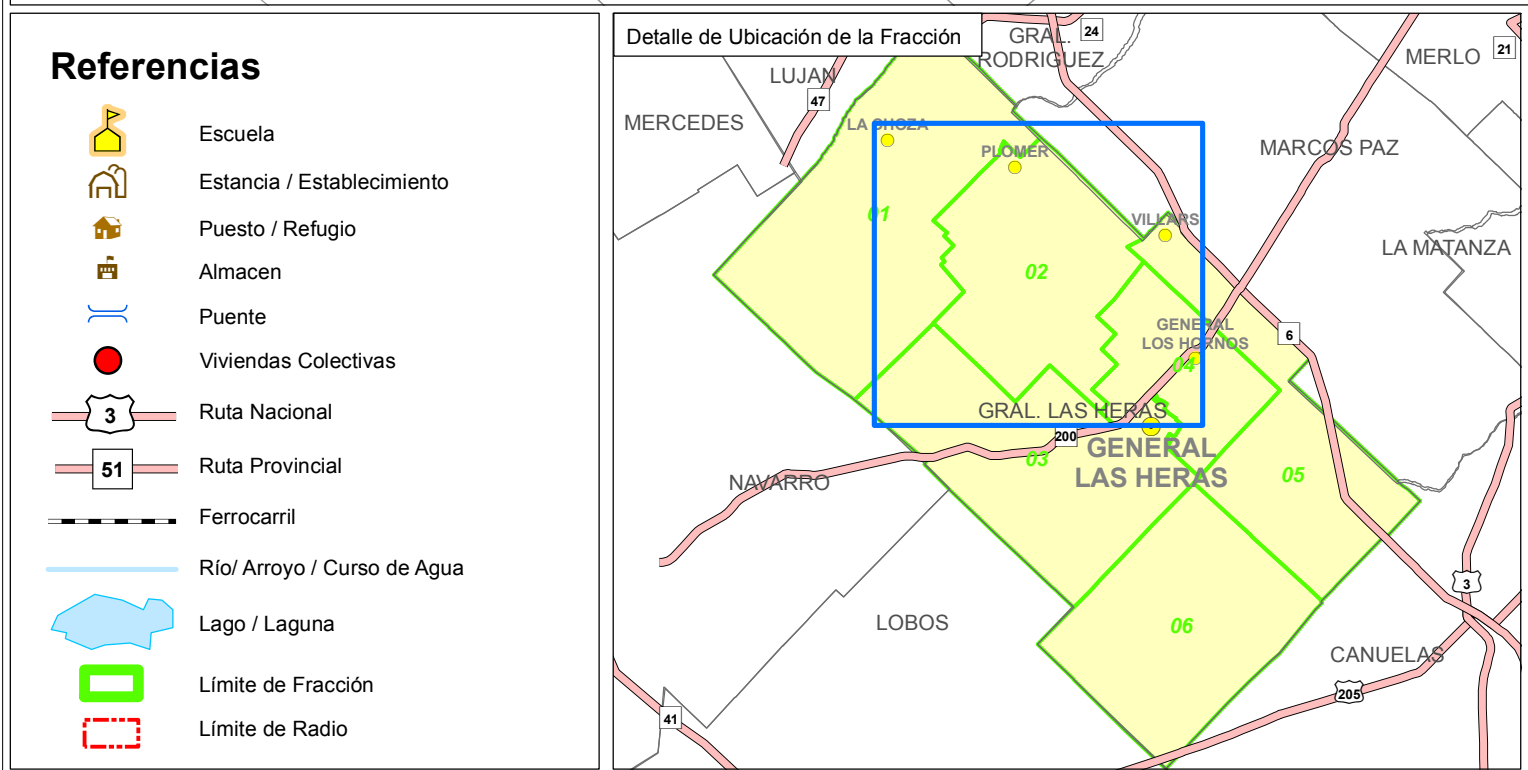 Referencias
Escuela
Estancia / Establecimiento
Puesto / Refugio
Almacen
Puente
Viviendas Colectivas
3
Ruta Nacional
51
Ruta Provincial
Ferrocarril
Río/ Arroyo / Curso de Agua
Lago / Laguna
Límite de Fracción
Límite de Radio
Detalle de Ubicación de la Fracción
GRAL.
RODRIGUEZ
24
MERLO
21
LUJAN
47
MERCEDES
LA CHOZA
PLOMER
MARCOS PAZ
01
VILLARS
LA MATANZA
02
GENERAL
LOS HORNOS
6
04
GRAL. LAS HERAS
200
GENERAL
LAS HERAS
03
NAVARRO
05
3
LOBOS
06
CANUELAS
205
41